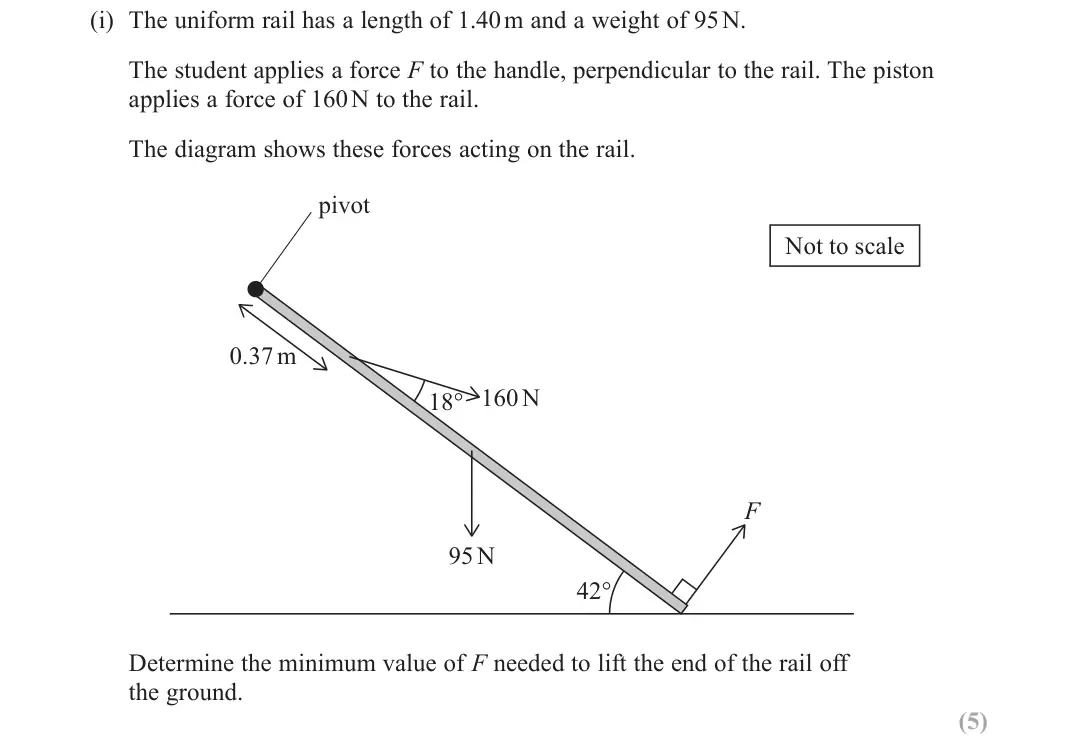 (i) The uniform rail has a length of 1.40 m and a weight of 95 N.
The student applies a force F to the handle, perpendicular to the rail. The piston
applies a force of 160 N to the rail.
The diagram shows these forces acting on the rail.
pivot
Not to scale
0.37 m
18°
160 N
F
95 N
42°
Determine the minimum value of F needed to lift the end of the rail off
the ground.
(5)